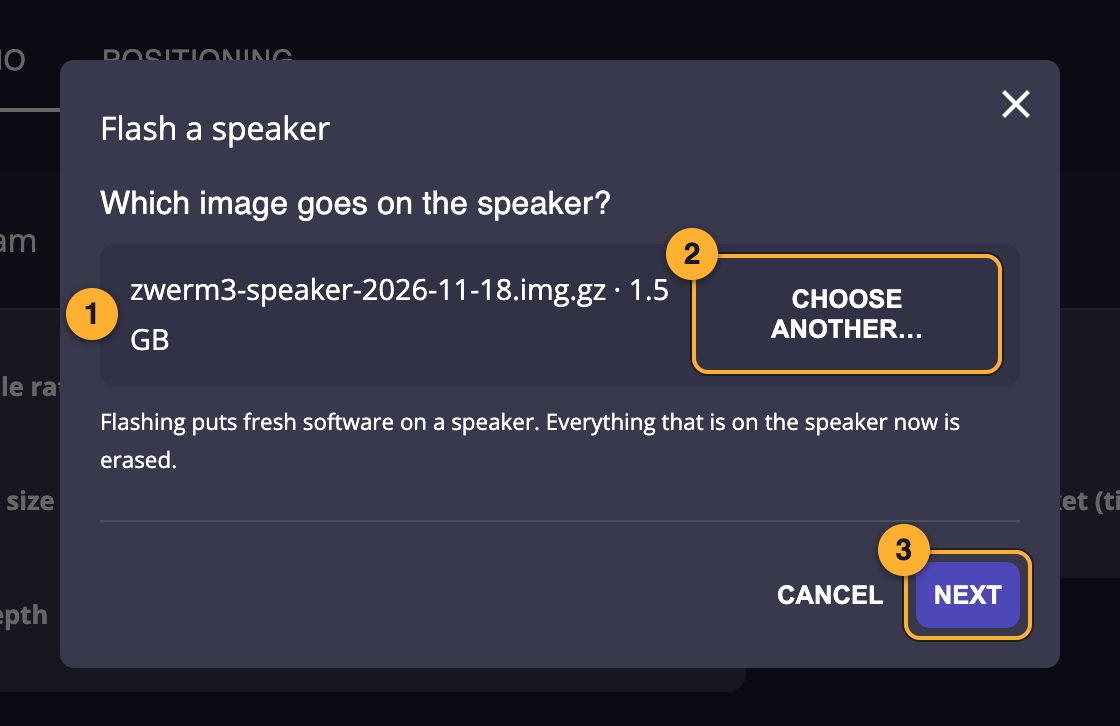 IO POSITIONING
Flash a speaker
Which image goes on the speaker?
am
2
zwerm3-speaker-2026-11-18.img.gz · 1.5
GB
1
CHOOSE
ANOTHER...
le ra
Flashing puts fresh software on a speaker. Everything that is on the speaker now is
erased.
size
ket (ti
3
CANCEL NEXT
epth